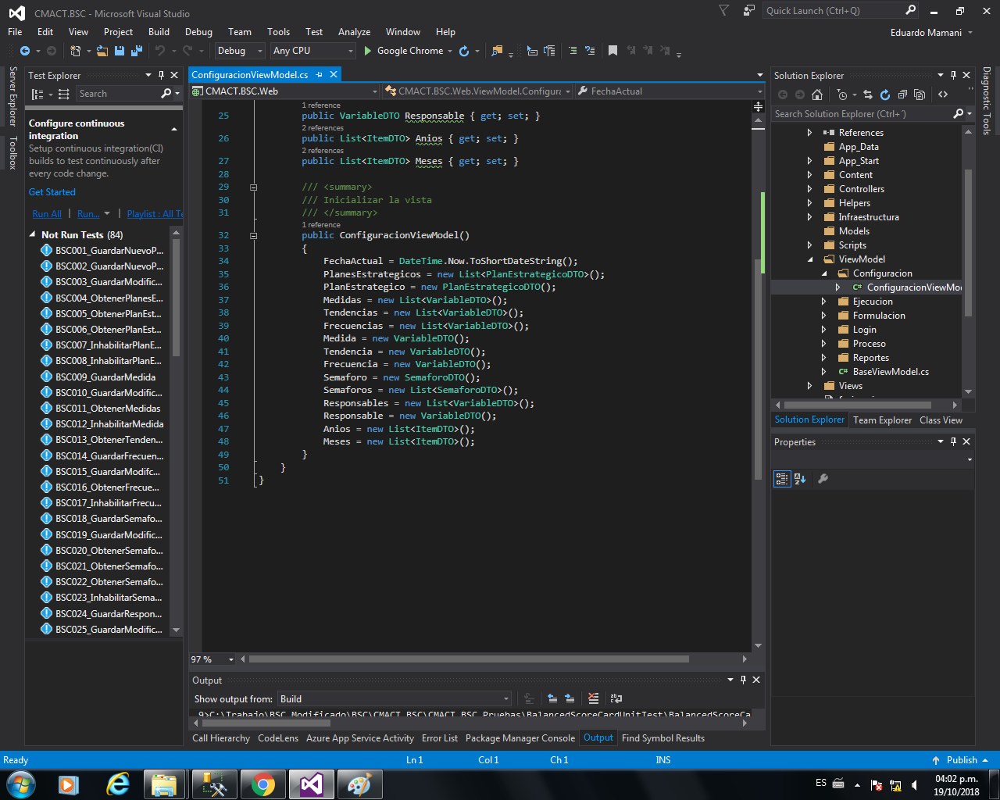 CMACT.BSC - Microsoft Visual Studio
Quick Launch (Ctrl+Q)
File Edit View Project Build Debug Team Tools Test Analyze Window Help
Eduardo Mamani
Debug Any CPU Google Chrome
Server Explorer
Toolbox
Test Explorer
Search
Configure continuous
integration
Setup continuous integration(CI)
builds to test continuously after
every code change.
Get Started
Run All | Run... | Playlist : All Te
Not Run Tests (84)
BSC001_GuardarNuevoP...
BSC002_GuardarNuevoP...
BSC003_GuardarModific...
BSC004_ObtenerPlanesE...
BSC005_ObtenerPlanEst...
BSC006_ObtenerPlanEst...
BSC007_InhabilitarPlanE...
BSC008_InhabilitarPlanE...
BSC009_GuardarMedida
BSC010_GuardarModific...
BSC011_ObtenerMedidas
BSC012_InhabilitarMedida
BSC013_ObtenerTenden...
BSC014_GuardarFrecuen...
BSC015_GuardarModifc...
BSC016_ObtenerFrecue...
BSC017_InhabilitarFrecu...
BSC018_GuardarSemafo...
BSC019_GuardarModific...
BSC020_ObtenerSemafo...
BSC021_ObtenerSemafo...
BSC022_ObtenerSemafo...
BSC023_InhabilitarSema...
BSC024_GuardarRespon...
BSC025_GuardarModific...
ConfiguracionViewModel.cs
CMACT.BSC.Web CMACT.BSC.Web.ViewModel.Configura FechaActual
1 reference
25 public VariableDTO Responsable { get; set; }
2 references
26 public List<ItemDTO> Anios { get; set; }
2 references
27 public List<ItemDTO> Meses { get; set; }
28
29 /// <summary>
30 /// Inicializar la vista
31 /// </summary>
1 reference
32 public ConfiguracionViewModel()
33 {
34 FechaActual = DateTime.Now.ToShortDateString();
35 PlanesEstrategicos = new List<PlanEstrategicoDTO>();
36 PlanEstrategico = new PlanEstrategicoDTO();
37 Medidas = new List<VariableDTO>();
38 Tendencias = new List<VariableDTO>();
39 Frecuencias = new List<VariableDTO>();
40 Medida = new VariableDTO();
41 Tendencia = new VariableDTO();
42 Frecuencia = new VariableDTO();
43 Semaforo = new SemaforoDTO();
44 Semaforos = new List<SemaforoDTO>();
45 Responsables = new List<VariableDTO>();
46 Responsable = new VariableDTO();
47 Anios = new List<ItemDTO>();
48 Meses = new List<ItemDTO>();
49 }
50 }
51 }
97 %
Output
Show output from: Build
9>C:\Trabajo\BSC_Modificado\BSC\CMACT_BSC\CMACT_BSC_Pruebas\BalancedScoreCardUnitTest\BalancedScoreCa
Call Hierarchy CodeLens Azure App Service Activity Error List Package Manager Console Output Find Symbol Results
Solution Explorer
Search Solution Explorer (Ctrl+´)
References
App_Data
App_Start
Content
Controllers
Helpers
Infraestructura
Models
Scripts
ViewModel
Configuracion
C# ConfiguracionViewMo
Ejecucion
Formulacion
Login
Proceso
Reportes
C# BaseViewModel.cs
Views
Solution Explorer Team Explorer Class View
Properties
Diagnostic Tools
Ready Ln 1 Col 1 Ch 1 INS Publish
ES
04:02 p.m.
19/10/2018